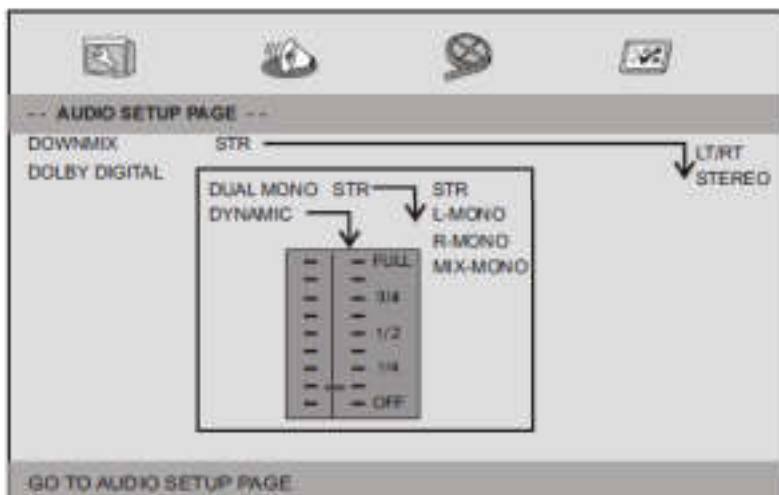 -- AUDIO SETUP PAGE --
DOWNMIX STR LT/RT
STEREO
DOLBY DIGITAL
DUAL MONO STR STR
DYNAMIC L-MONO
R-MONO
MIX-MONO
FULL
3/4
1/2
1/4
OFF
GO TO AUDIO SETUP PAGE